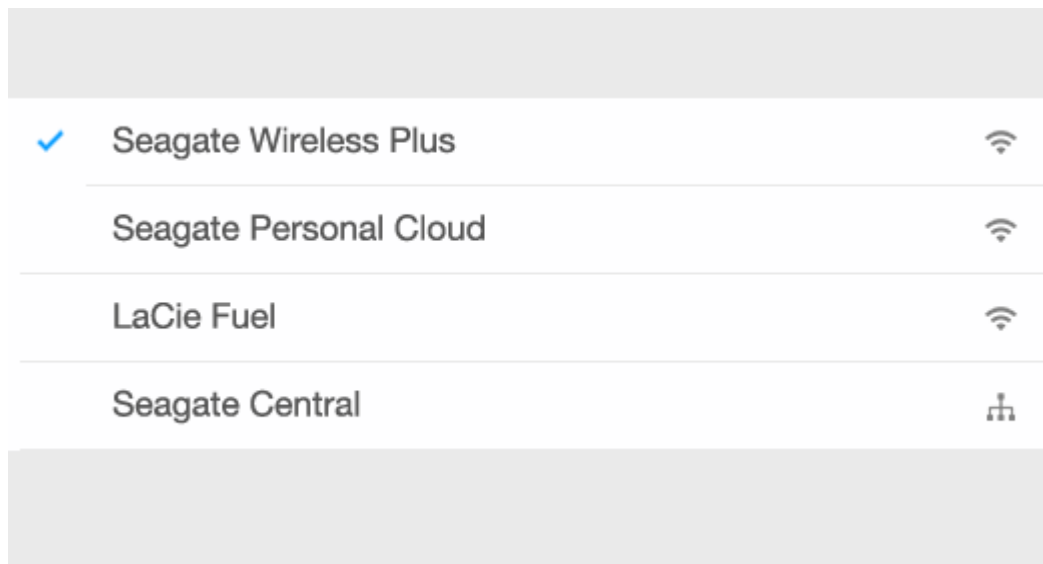 Seagate Wireless Plus
Seagate Personal Cloud
LaCie Fuel
Seagate Central